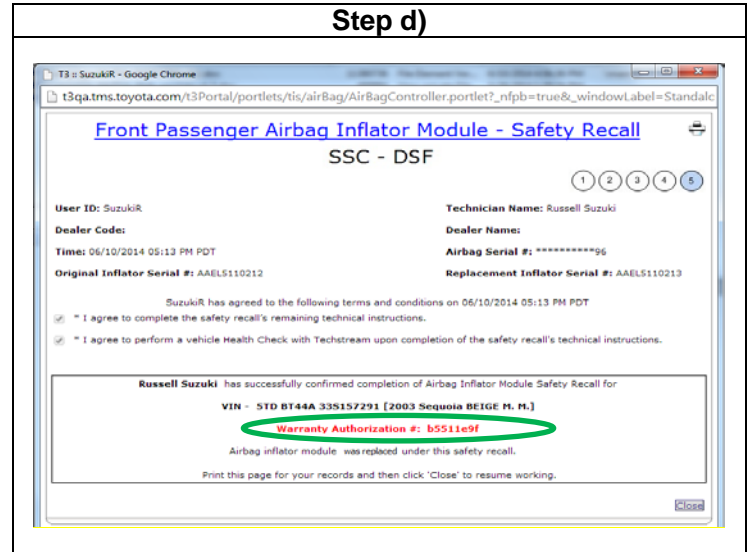 Step d)
T3 :: SuzukiR - Google Chrome
t3qa.tms.toyota.com/t3Portal/portlets/tis/airBag/AirBagController.portlet?_nfpb=true&_windowLabel=Standalc
Front Passenger Airbag Inflator Module - Safety Recall
SSC - DSF
1 2 3 4 5
User ID: SuzukiR Technician Name: Russell Suzuki
Dealer Code: Dealer Name:
Time: 06/10/2014 05:13 PM PDT Airbag Serial #: **********96
Original Inflator Serial #: AAEL5110212 Replacement Inflator Serial #: AAEL5110213
SuzukiR has agreed to the following terms and conditions on 06/10/2014 05:13 PM PDT
* I agree to complete the safety recall's remaining technical instructions.
* I agree to perform a vehicle Health Check with Techstream upon completion of the safety recall's technical instructions.
Russell Suzuki has successfully confirmed completion of Airbag Inflator Module Safety Recall for
VIN - 5TD BT44A 33S157291 [2003 Sequoia BEIGE M. M.]
Warranty Authorization #: b5511e9f
Airbag inflator module was replaced under this safety recall.
Print this page for your records and then click 'Close' to resume working.
Close